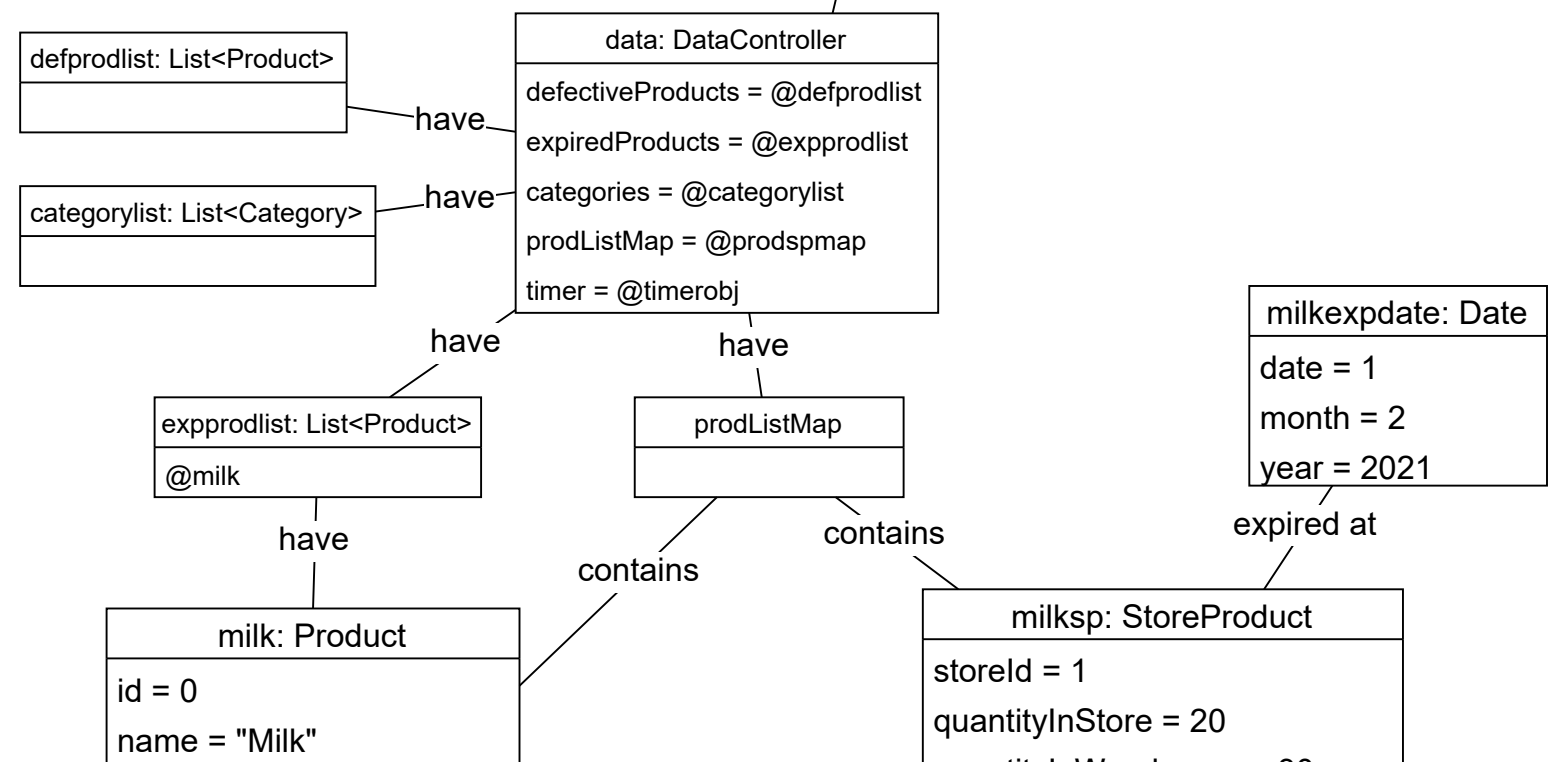 data: DataController
defprodlist: List<Product>
defectiveProducts = @defprodlist
have
expiredProducts = @expprodlist
categories = @categorylist
have
categorylist: List<Category>
prodListMap = @prodspmap
timer = @timerobj
milkexpdate: Date
have
have
date = 1
month = 2
expprodlist: List<Product>
prodListMap
year = 2021
@milk
expired at
contains
have
contains
milksp: StoreProduct
milk: Product
storeId = 1
id = 0
quantityInStore = 20
name = "Milk"